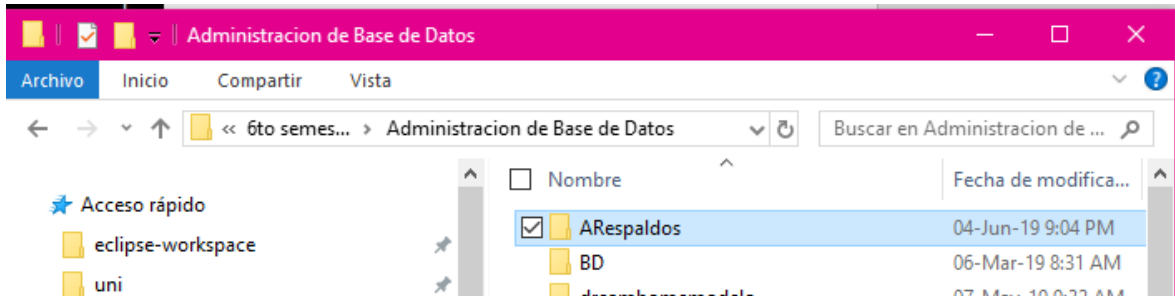 Administracion de Base de Datos
Archivo Inicio Compartir Vista
« 6to semes... > Administracion de Base de Datos Buscar en Administracion de ...
Nombre Fecha de modifica...
Acceso rápido
ARespaldos 04-Jun-19 9:04 PM
eclipse-workspace
BD 06-Mar-19 8:31 AM
uni